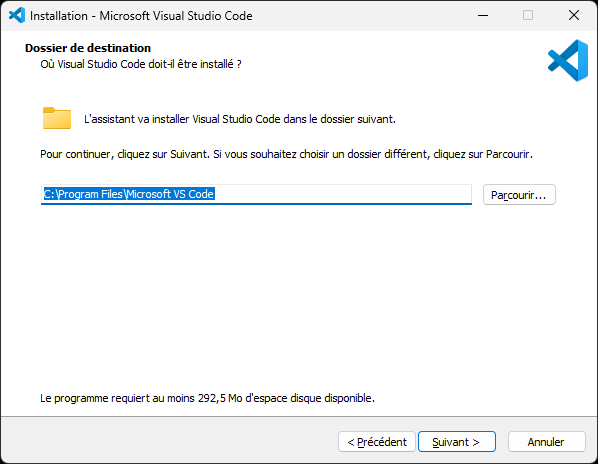 Installation - Microsoft Visual Studio Code
Dossier de destination
Où Visual Studio Code doit-il être installé ?
L'assistant va installer Visual Studio Code dans le dossier suivant.
Pour continuer, cliquez sur Suivant. Si vous souhaitez choisir un dossier différent, cliquez sur Parcourir.
C:\Program Files\Microsoft VS Code
Parcourir...
Le programme requiert au moins 292,5 Mo d'espace disque disponible.
< Précédent
Suivant >
Annuler